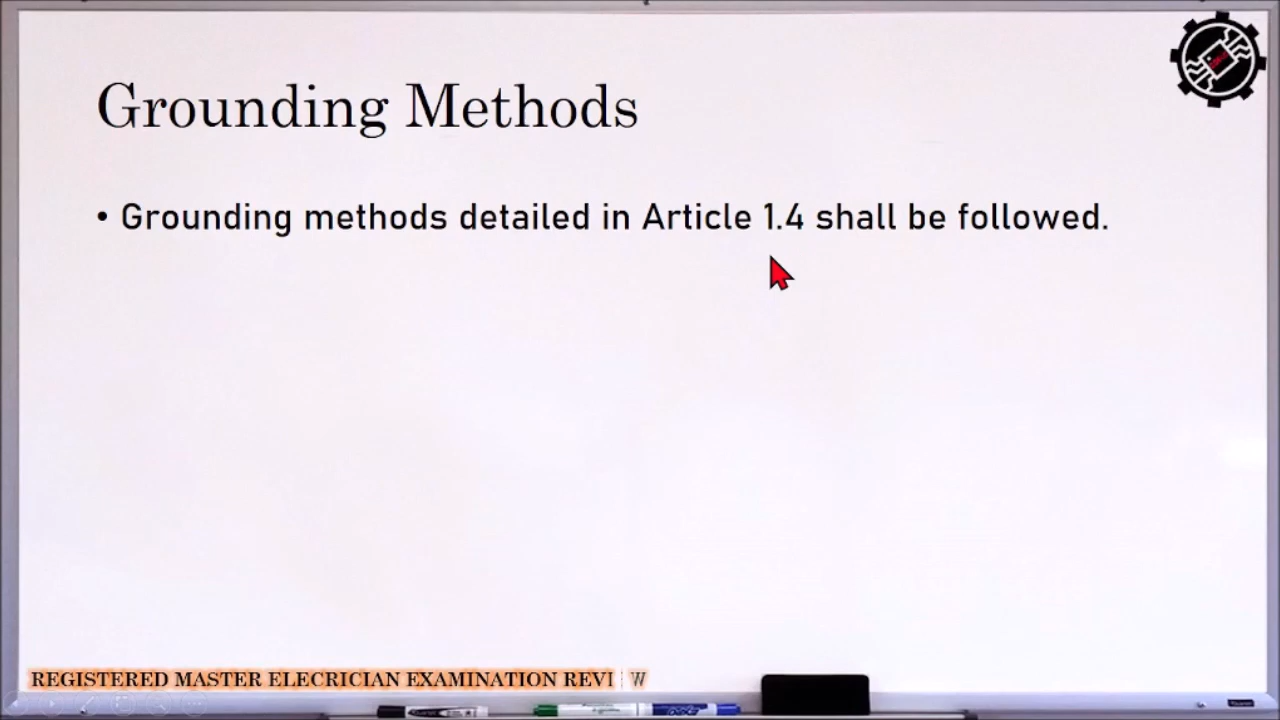 Grounding Methods
• Grounding methods detailed in Article 1.4 shall be followed.
REGISTERED MASTER ELECRICIAN EXAMINATION REVI W